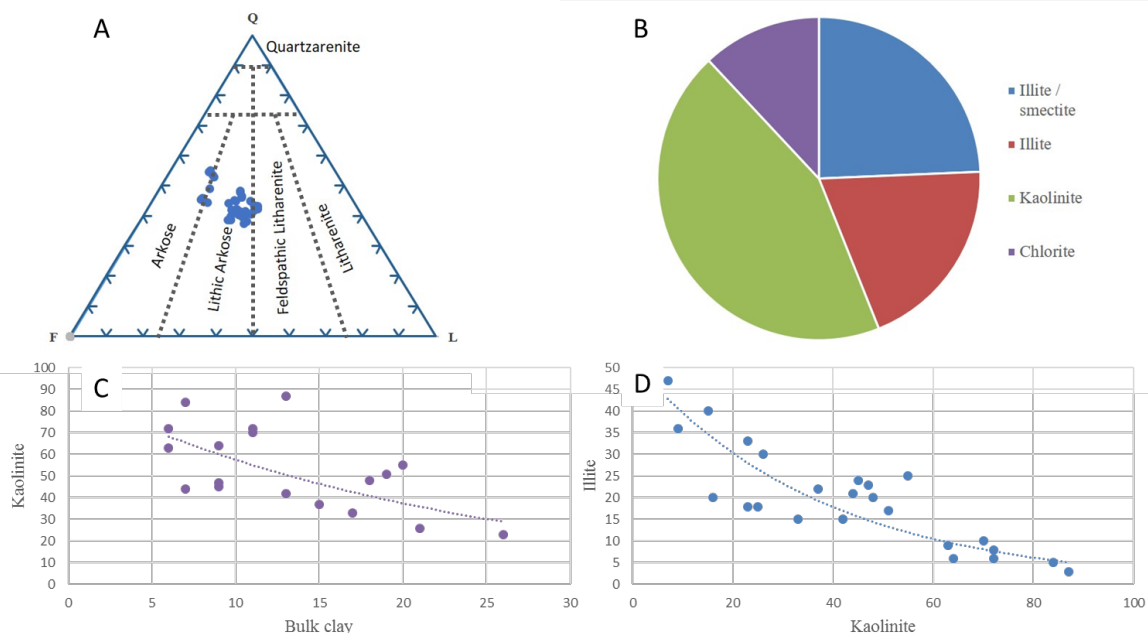 A
Q
Quartzarenite
Arkose
Lithic Arkose
Feldspathic Litharenite
Litharenite
F
L
B
Illite /
smectite
Illite
Kaolinite
Chlorite
C
Kaolinite
100
90
80
70
60
50
40
30
20
10
0
0 5 10 15 20 25 30
Bulk clay
D
Illite
50
45
40
35
30
25
20
15
10
5
0
0 20 40 60 80 100
Kaolinite